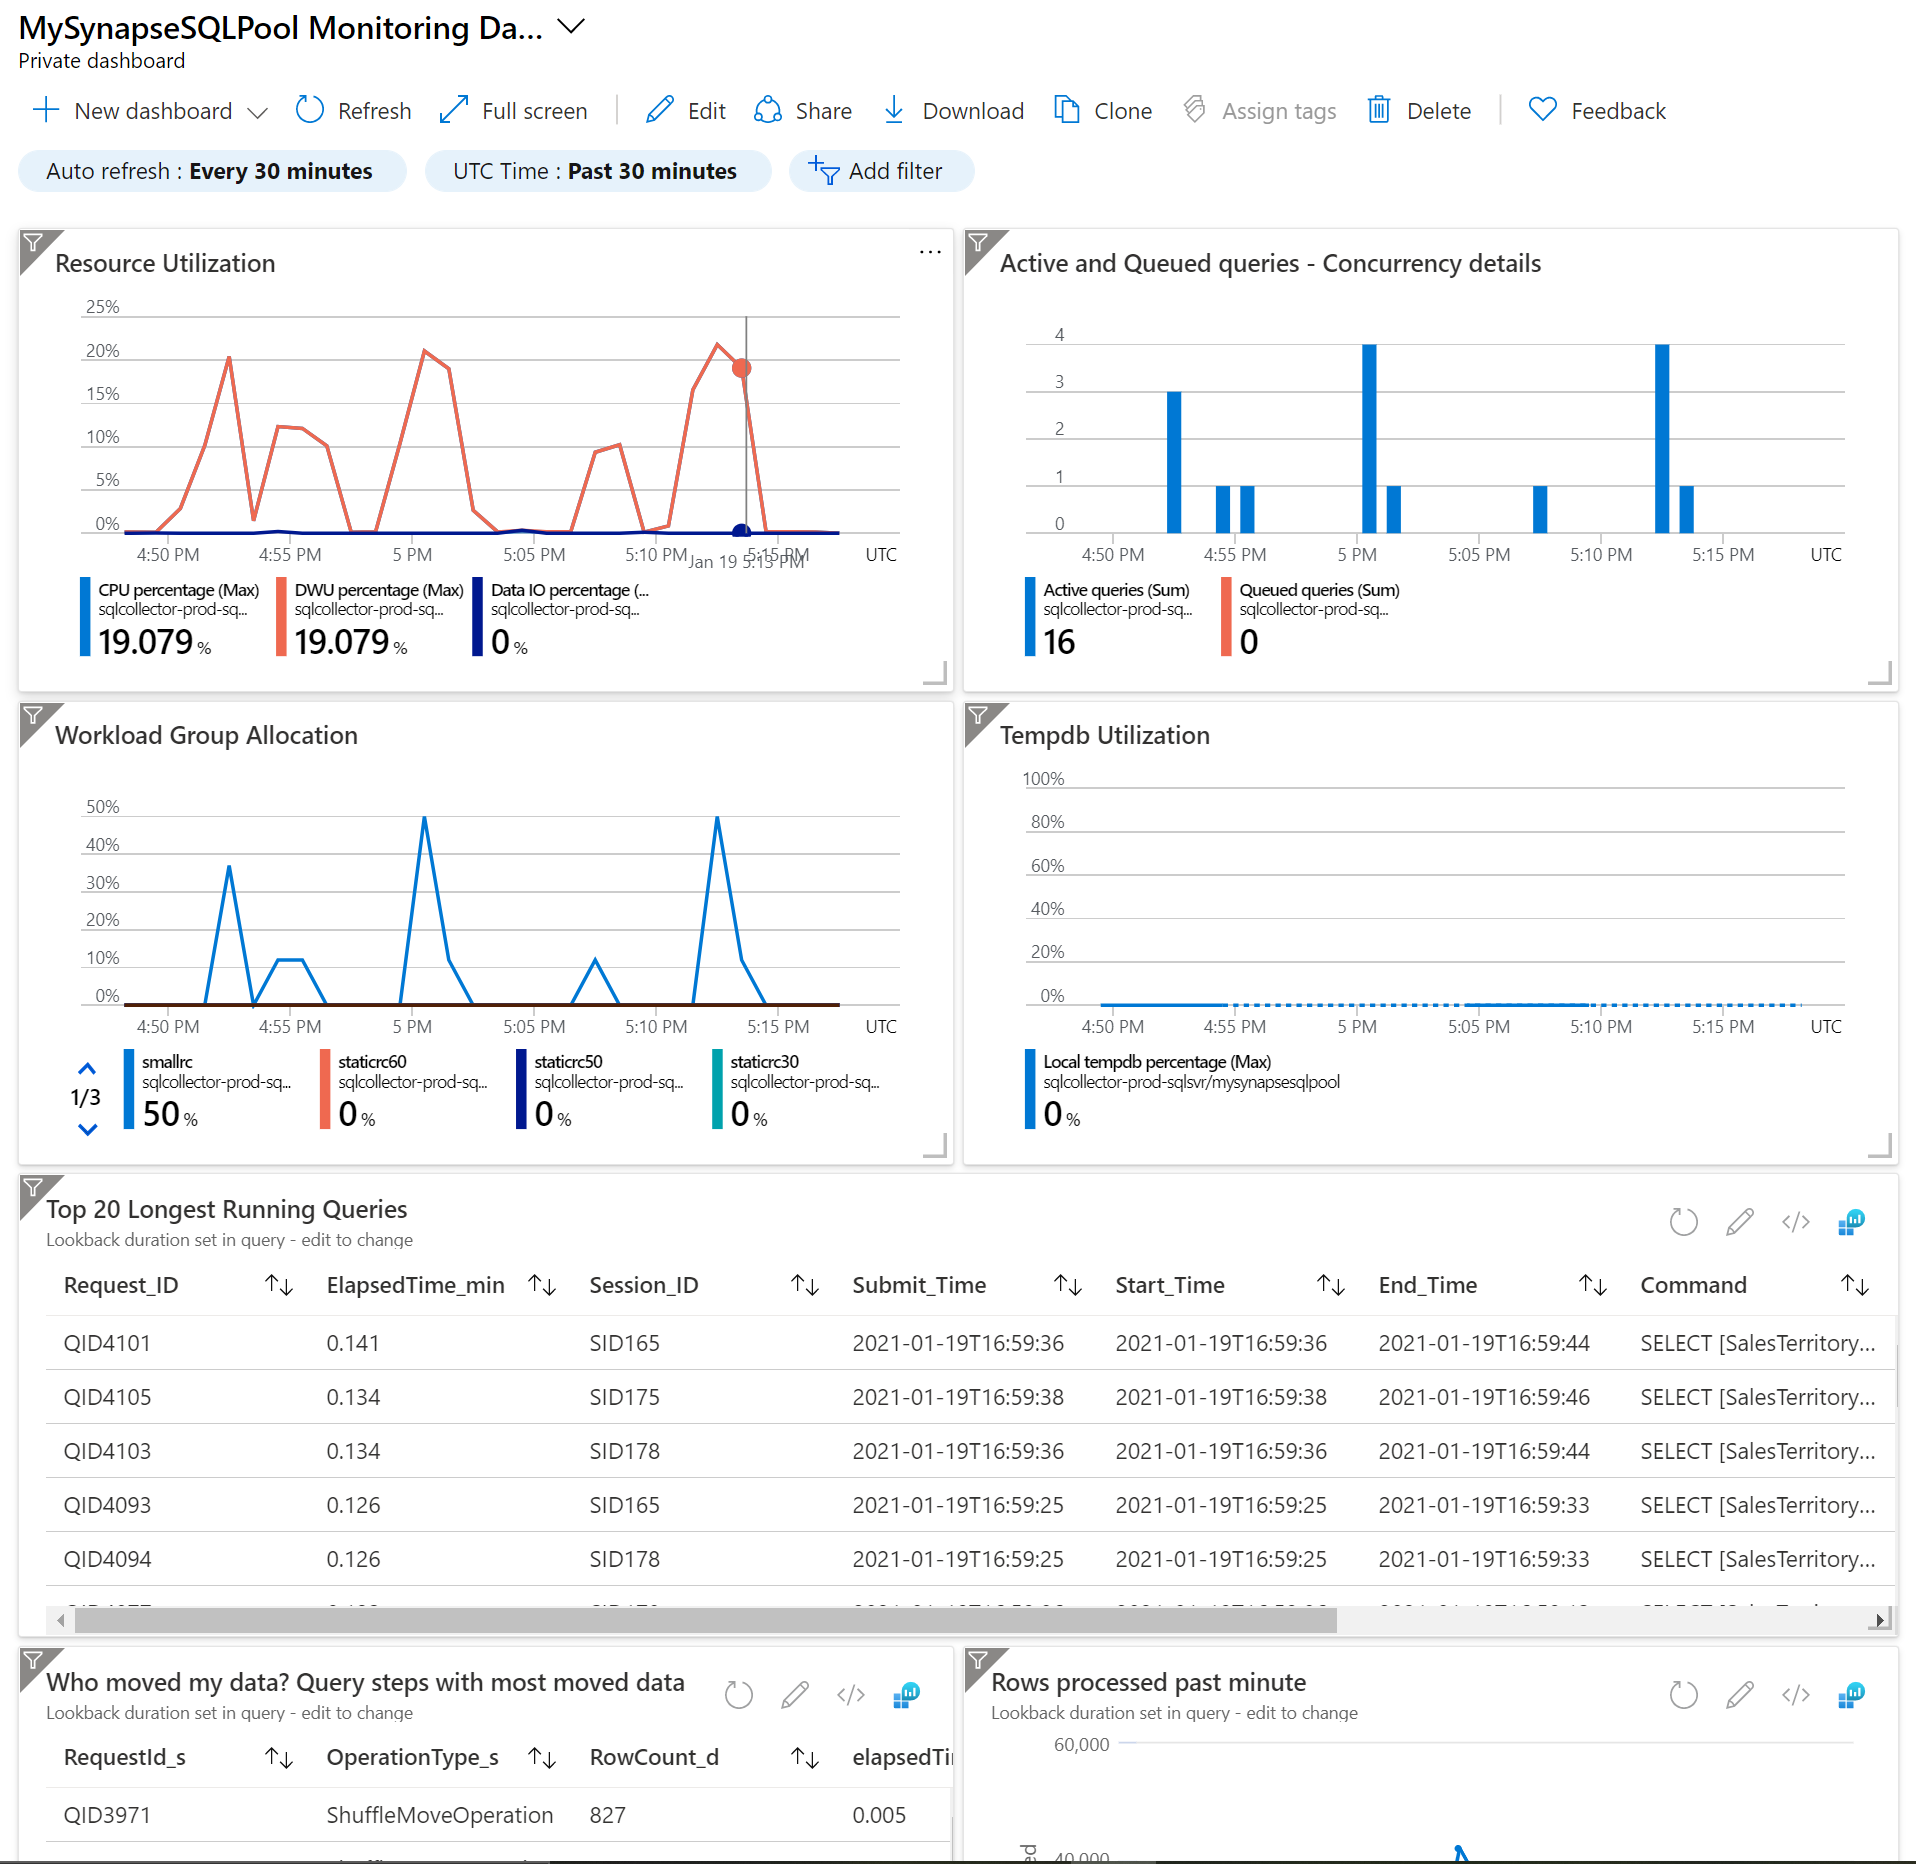 MySynapseSQLPool Monitoring Da...
Private dashboard
New dashboard Refresh Full screen Edit Share Download Clone Assign tags Delete Feedback
Auto refresh : Every 30 minutes UTC Time : Past 30 minutes Add filter
Resource Utilization ...
25%
20%
15%
10%
5%
0%
4:50 PM 4:55 PM 5 PM 5:05 PM 5:10 PM Jan 19 5:13 PM 5:15 PM UTC
CPU percentage (Max) DWU percentage (Max) Data IO percentage (...
sqlcollector-prod-sq... sqlcollector-prod-sq... sqlcollector-prod-sq...
19.079 % 19.079 % 0 %
Active and Queued queries - Concurrency details
4
3
2
1
0
4:50 PM 4:55 PM 5 PM 5:05 PM 5:10 PM 5:15 PM UTC
Active queries (Sum) Queued queries (Sum)
sqlcollector-prod-sq... sqlcollector-prod-sq...
16 0
Workload Group Allocation
50%
40%
30%
20%
10%
0%
4:50 PM 4:55 PM 5 PM 5:05 PM 5:10 PM 5:15 PM UTC
1/3
smallrc staticrc60 staticrc50 staticrc30
sqlcollector-prod-sq... sqlcollector-prod-sq... sqlcollector-prod-sq... sqlcollector-prod-sq...
50 % 0 % 0 % 0 %
Tempdb Utilization
100%
80%
60%
40%
20%
0%
4:50 PM 4:55 PM 5 PM 5:05 PM 5:10 PM 5:15 PM UTC
Local tempdb percentage (Max)
sqlcollector-prod-sqlsvr/mysynapsesqlpool
0 %
Top 20 Longest Running Queries
Lookback duration set in query - edit to change
Request_ID ElapsedTime_min Session_ID Submit_Time Start_Time End_Time Command
QID4101 0.141 SID165 2021-01-19T16:59:36 2021-01-19T16:59:36 2021-01-19T16:59:44 SELECT [SalesTerritory...
QID4105 0.134 SID175 2021-01-19T16:59:38 2021-01-19T16:59:38 2021-01-19T16:59:46 SELECT [SalesTerritory...
QID4103 0.134 SID178 2021-01-19T16:59:36 2021-01-19T16:59:36 2021-01-19T16:59:44 SELECT [SalesTerritory...
QID4093 0.126 SID165 2021-01-19T16:59:25 2021-01-19T16:59:25 2021-01-19T16:59:33 SELECT [SalesTerritory...
QID4094 0.126 SID178 2021-01-19T16:59:25 2021-01-19T16:59:25 2021-01-19T16:59:33 SELECT [SalesTerritory...
Who moved my data? Query steps with most moved data
Lookback duration set in query - edit to change
RequestId_s OperationType_s RowCount_d elapsedTi
QID3971 ShuffleMoveOperation 827 0.005
Rows processed past minute
Lookback duration set in query - edit to change
60,000
40,000